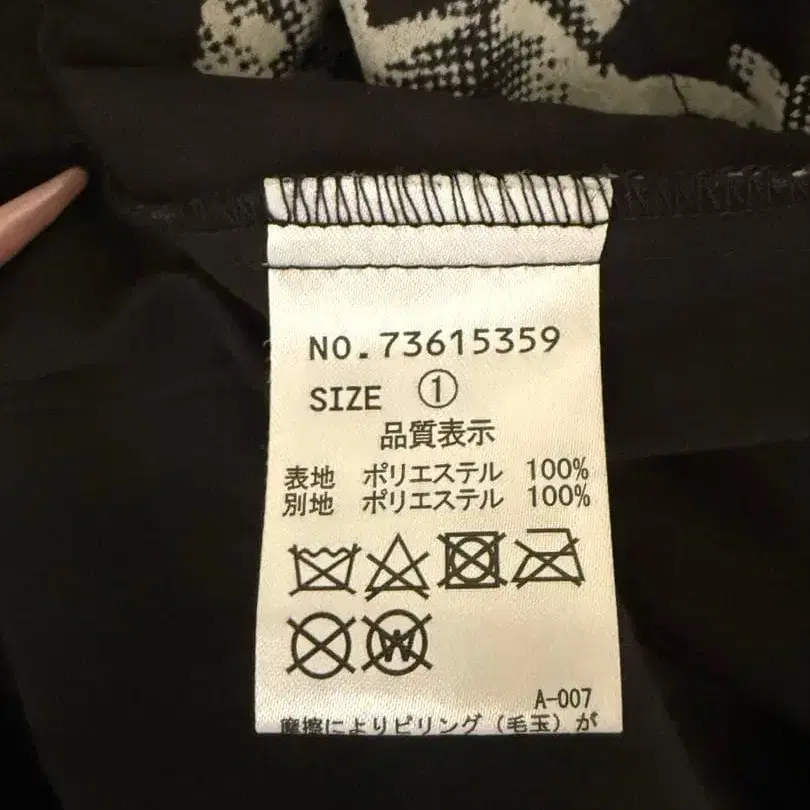 NO.73615359
SIZE ①
品質表示
表地 ポリエステル 100%
別地 ポリエステル 100%
W
A-007
摩擦によりピリング(毛玉)が